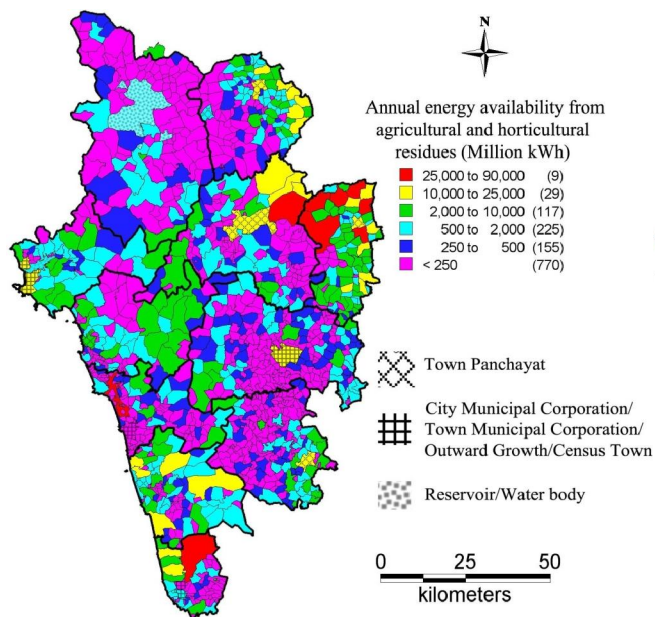 N
Annual energy availability from
agricultural and horticultural
residues (Million kWh)
25,000 to 90,000 (9)
10,000 to 25,000 (29)
2,000 to 10,000 (117)
500 to 2,000 (225)
250 to 500 (155)
< 250 (770)
Town Panchayat
City Municipal Corporation/
Town Municipal Corporation/
Outward Growth/Census Town
Reservoir/Water body
0 25 50
kilometers